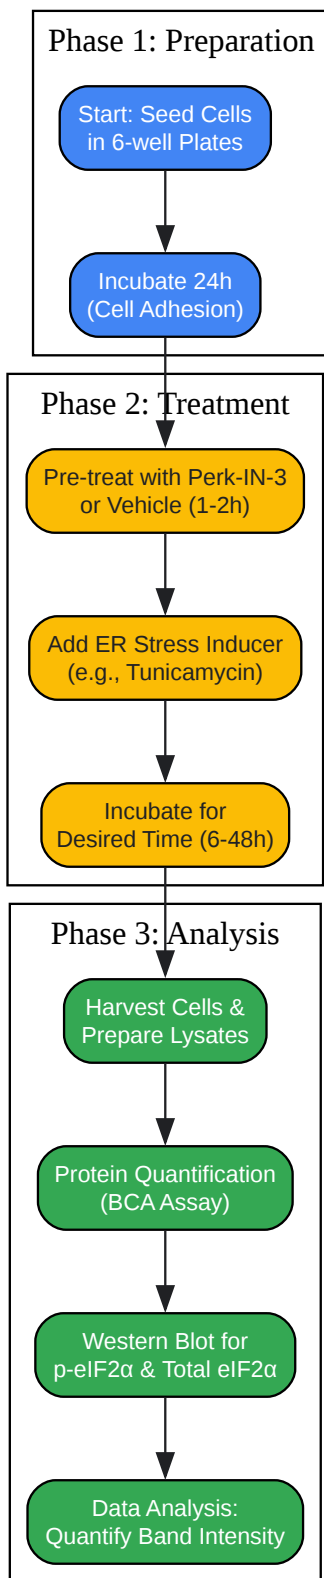 Phase 1: Preparation
Start: Seed Cells
in 6-well Plates
Incubate 24h
(Cell Adhesion)
Phase 2: Treatment
Pre-treat with Perk-IN-3
or Vehicle (1-2h)
Add ER Stress Inducer
(e.g., Tunicamycin)
Incubate for
Desired Time (6-48h)
Phase 3: Analysis
Harvest Cells &
Prepare Lysates
Protein Quantification
(BCA Assay)
Western Blot for
p-eIF2α & Total eIF2α
Data Analysis:
Quantify Band Intensity